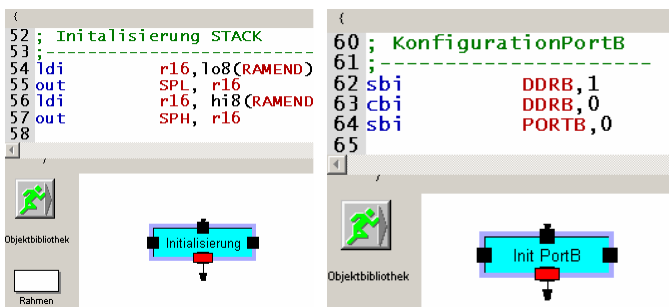 {
52 ; Initalisierung STACK
53 ;------------------------
54 ldi r16,lo8(RAMEND)
55 out SPL, r16
56 ldi r16, hi8(RAMEND
57 out SPH, r16
58
Objektbibliothek
Initialisierung
Rahmen
{
60 ; KonfigurationPortB
61 ;---------------------
62 sbi DDRB,1
63 cbi DDRB,0
64 sbi PORTB,0
65
Init PortB
Objektbibliothek